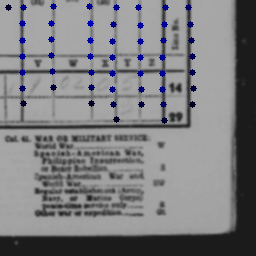 Line No.
V W X Y Z
14
29
Col. 41. WAR OR MILITARY SERVICE:
World War W
Spanish-American War,
Philippine Insurrection,
or Boxer Rebellion S
Spanish-American War and
World War SW
Regular establishment (Army,
Navy, or Marine Corps)
peace-time service only R
Other war or expedition Ot